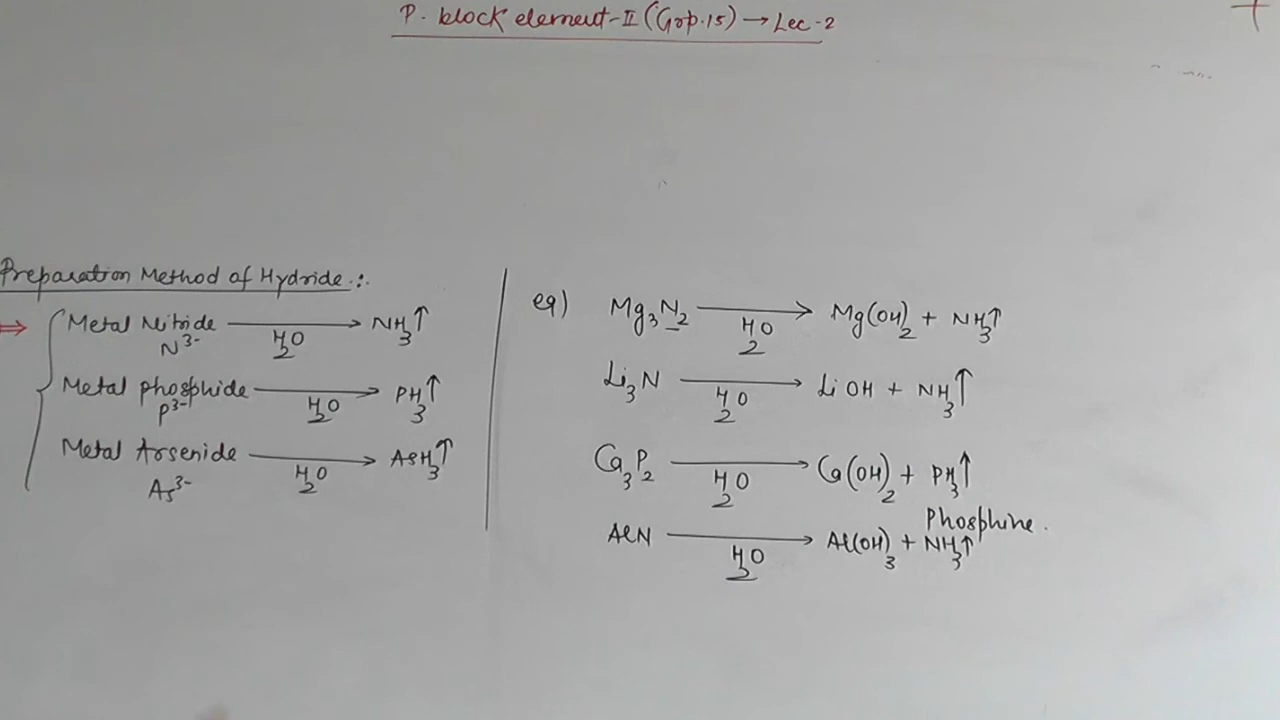 P. block element-II (Grp.15) → Lec-2
Preparation Method of Hydride :.
⇒ Metal Nitride ⟶ NH₃↑
H₂O
N³⁻
Metal phosphide ⟶ PH₃↑
H₂O
P³⁻
Metal Arsenide ⟶ AsH₃↑
H₂O
As³⁻
eg) Mg₃N₂ ⟶ Mg(OH)₂ + NH₃↑
H₂O
Li₃N ⟶ LiOH + NH₃↑
H₂O
Ca₃P₂ ⟶ Ca(OH)₂ + PH₃↑
H₂O
Phosphine.
AlN ⟶ Al(OH)₃ + NH₃↑
H₂O